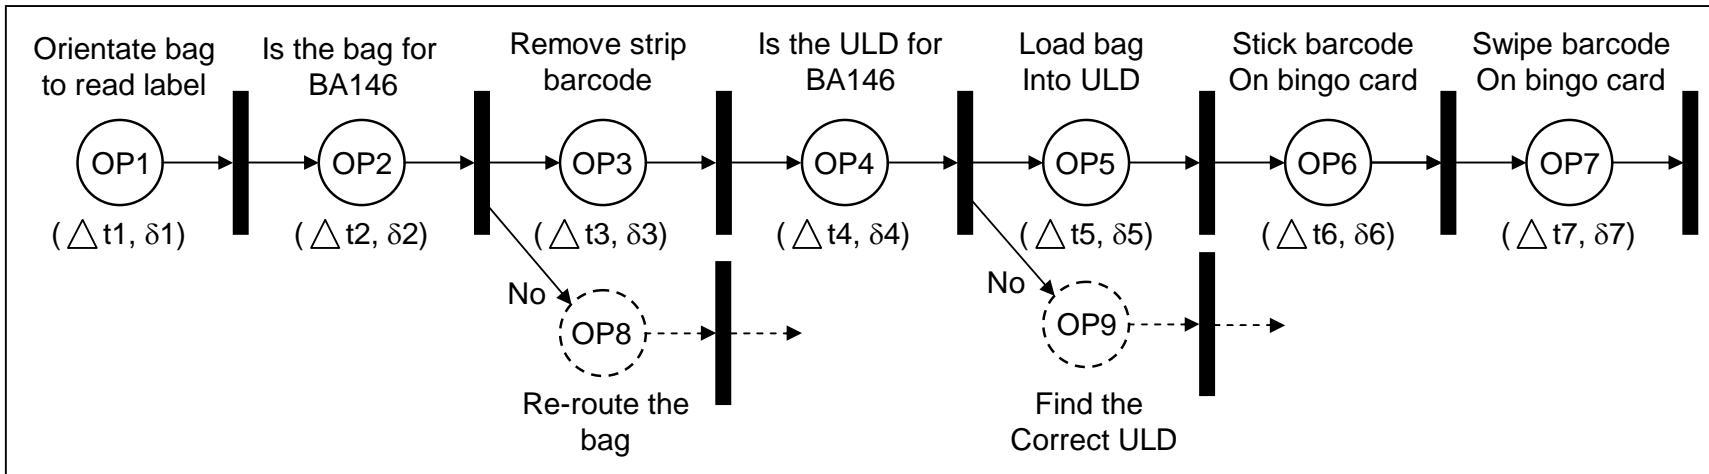 Orientate bag
to read label
Is the bag for
BA146
Remove strip
barcode
Is the ULD for
BA146
Load bag
Into ULD
Stick barcode
On bingo card
Swipe barcode
On bingo card
OP1
OP2
OP3
OP4
OP5
OP6
OP7
(△t1, δ1)
(△t2, δ2)
(△t3, δ3)
(△t4, δ4)
(△t5, δ5)
(△t6, δ6)
(△t7, δ7)
No
OP8
Re-route the
bag
No
OP9
Find the
Correct ULD